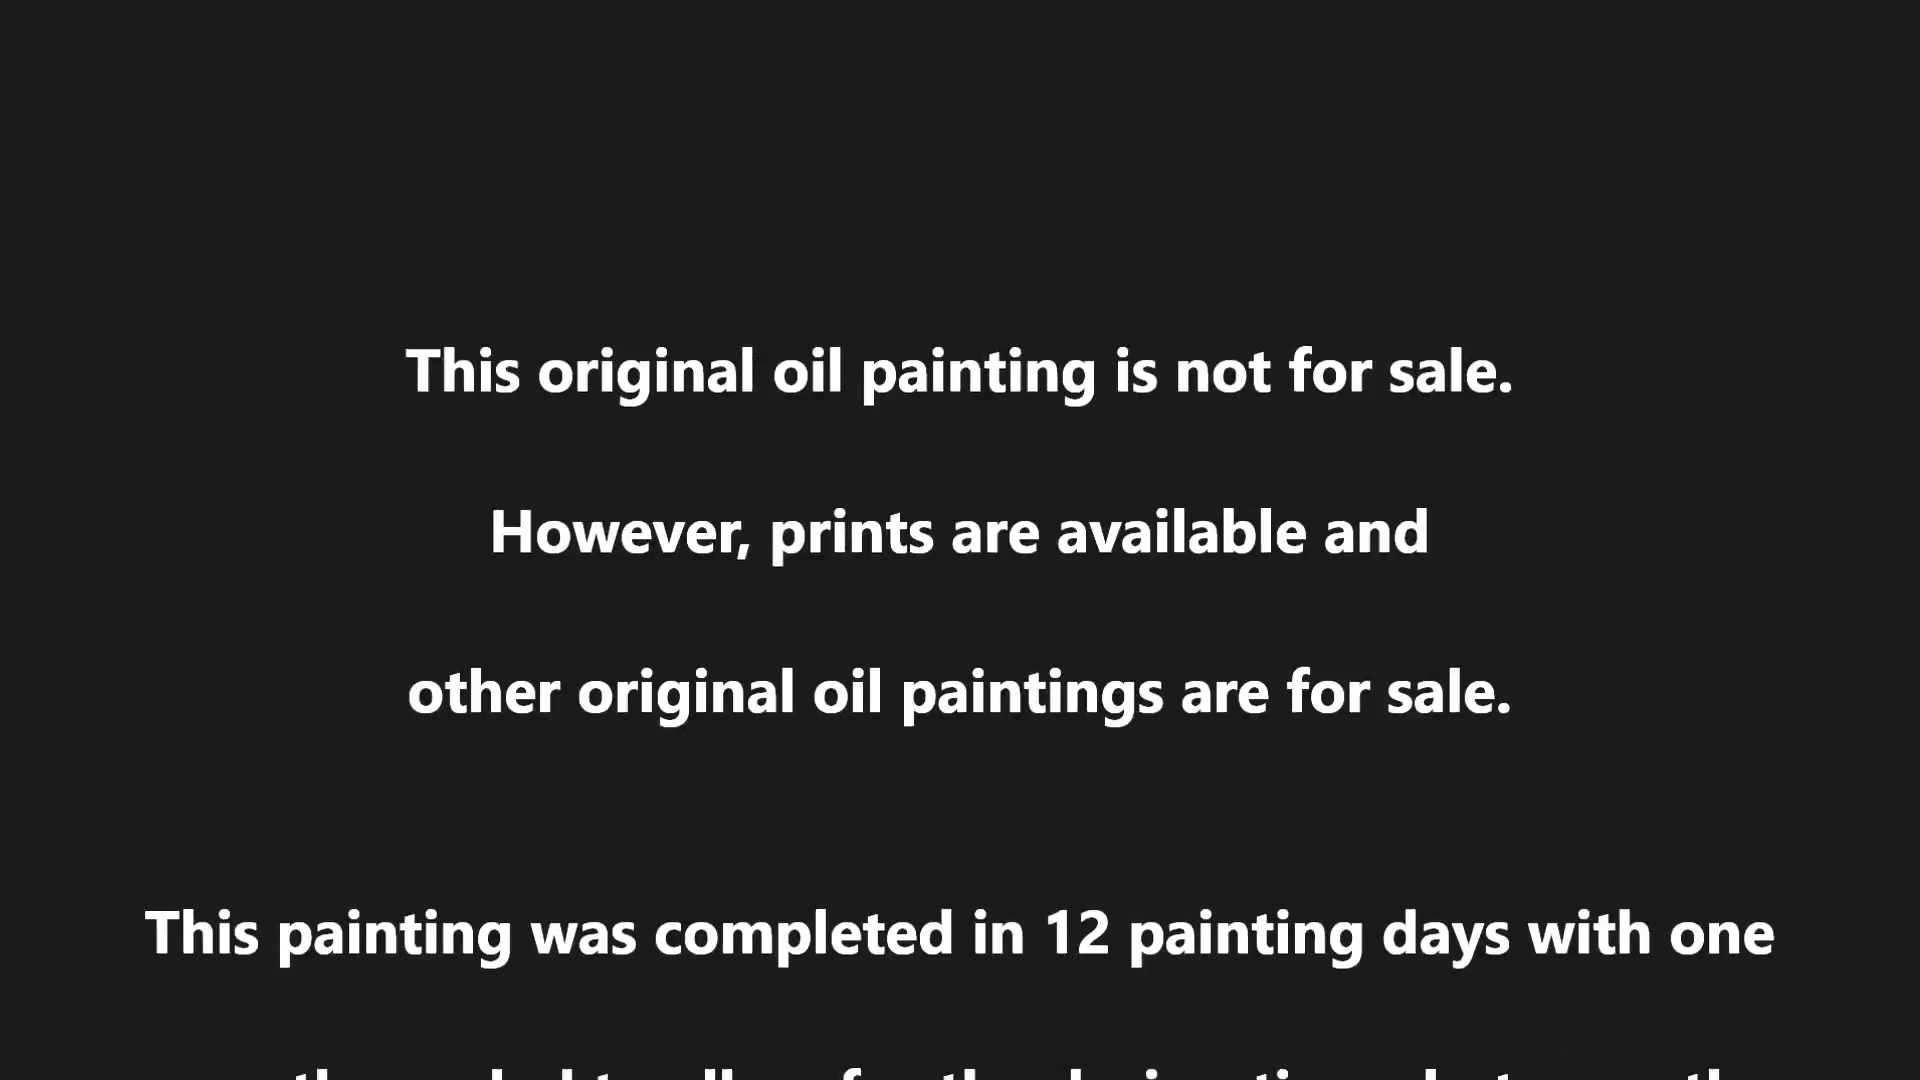 This original oil painting is not for sale.
However, prints are available and
other original oil paintings are for sale.
This painting was completed in 12 painting days with one